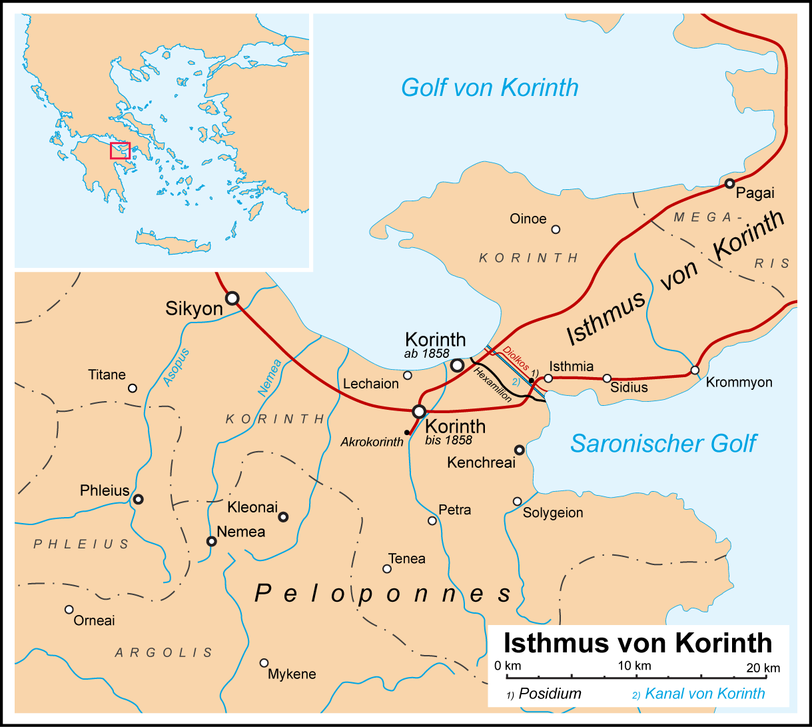 Golf von Korinth
Pagai
MEGA-
RIS
Oinoe
KORINTH
Isthmus von Korinth
Sikyon
Korinth
ab 1858
Asopus
Nemea
Titane
Lechaion
Diolkos
1)
2)
Hexamilion
Isthmia
Sidius
Krommyon
KORINTH
Korinth
bis 1858
Akrokorinth
Saronischer Golf
Kenchreai
Phleius
Kleonai
Petra
Solygeion
Nemea
PHLEIUS
Tenea
Peloponnes
Orneai
ARGOLIS
Mykene
Isthmus von Korinth
0 km 10 km 20 km
1) Posidium 2) Kanal von Korinth